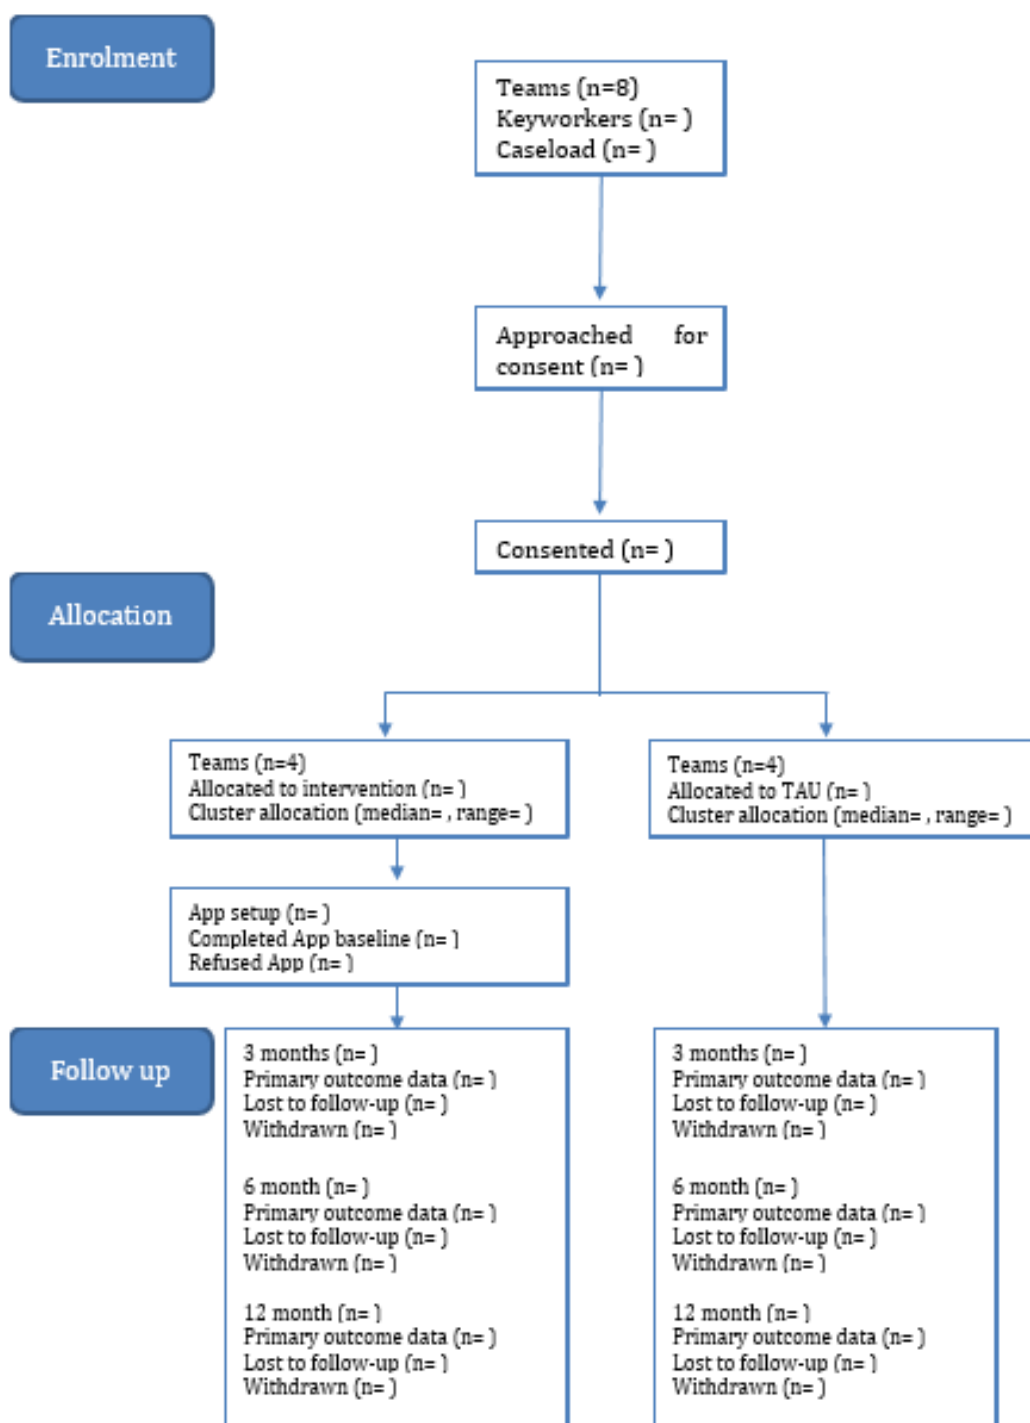 Enrolment
Teams (n=8)
Keyworkers (n= )
Caseload (n= )
Approached for
consent (n= )
Consented (n= )
Allocation
Teams (n=4)
Allocated to intervention (n= )
Cluster allocation (median= , range= )
Teams (n=4)
Allocated to TAU (n= )
Cluster allocation (median= , range= )
App setup (n= )
Completed App baseline (n= )
Refused App (n= )
Follow up
3 months (n= )
Primary outcome data (n= )
Lost to follow-up (n= )
Withdrawn (n= )
6 month (n= )
Primary outcome data (n= )
Lost to follow-up (n= )
Withdrawn (n= )
12 month (n= )
Primary outcome data (n= )
Lost to follow-up (n= )
Withdrawn (n= )
3 months (n= )
Primary outcome data (n= )
Lost to follow-up (n= )
Withdrawn (n= )
6 month (n= )
Primary outcome data (n= )
Lost to follow-up (n= )
Withdrawn (n= )
12 month (n= )
Primary outcome data (n= )
Lost to follow-up (n= )
Withdrawn (n= )